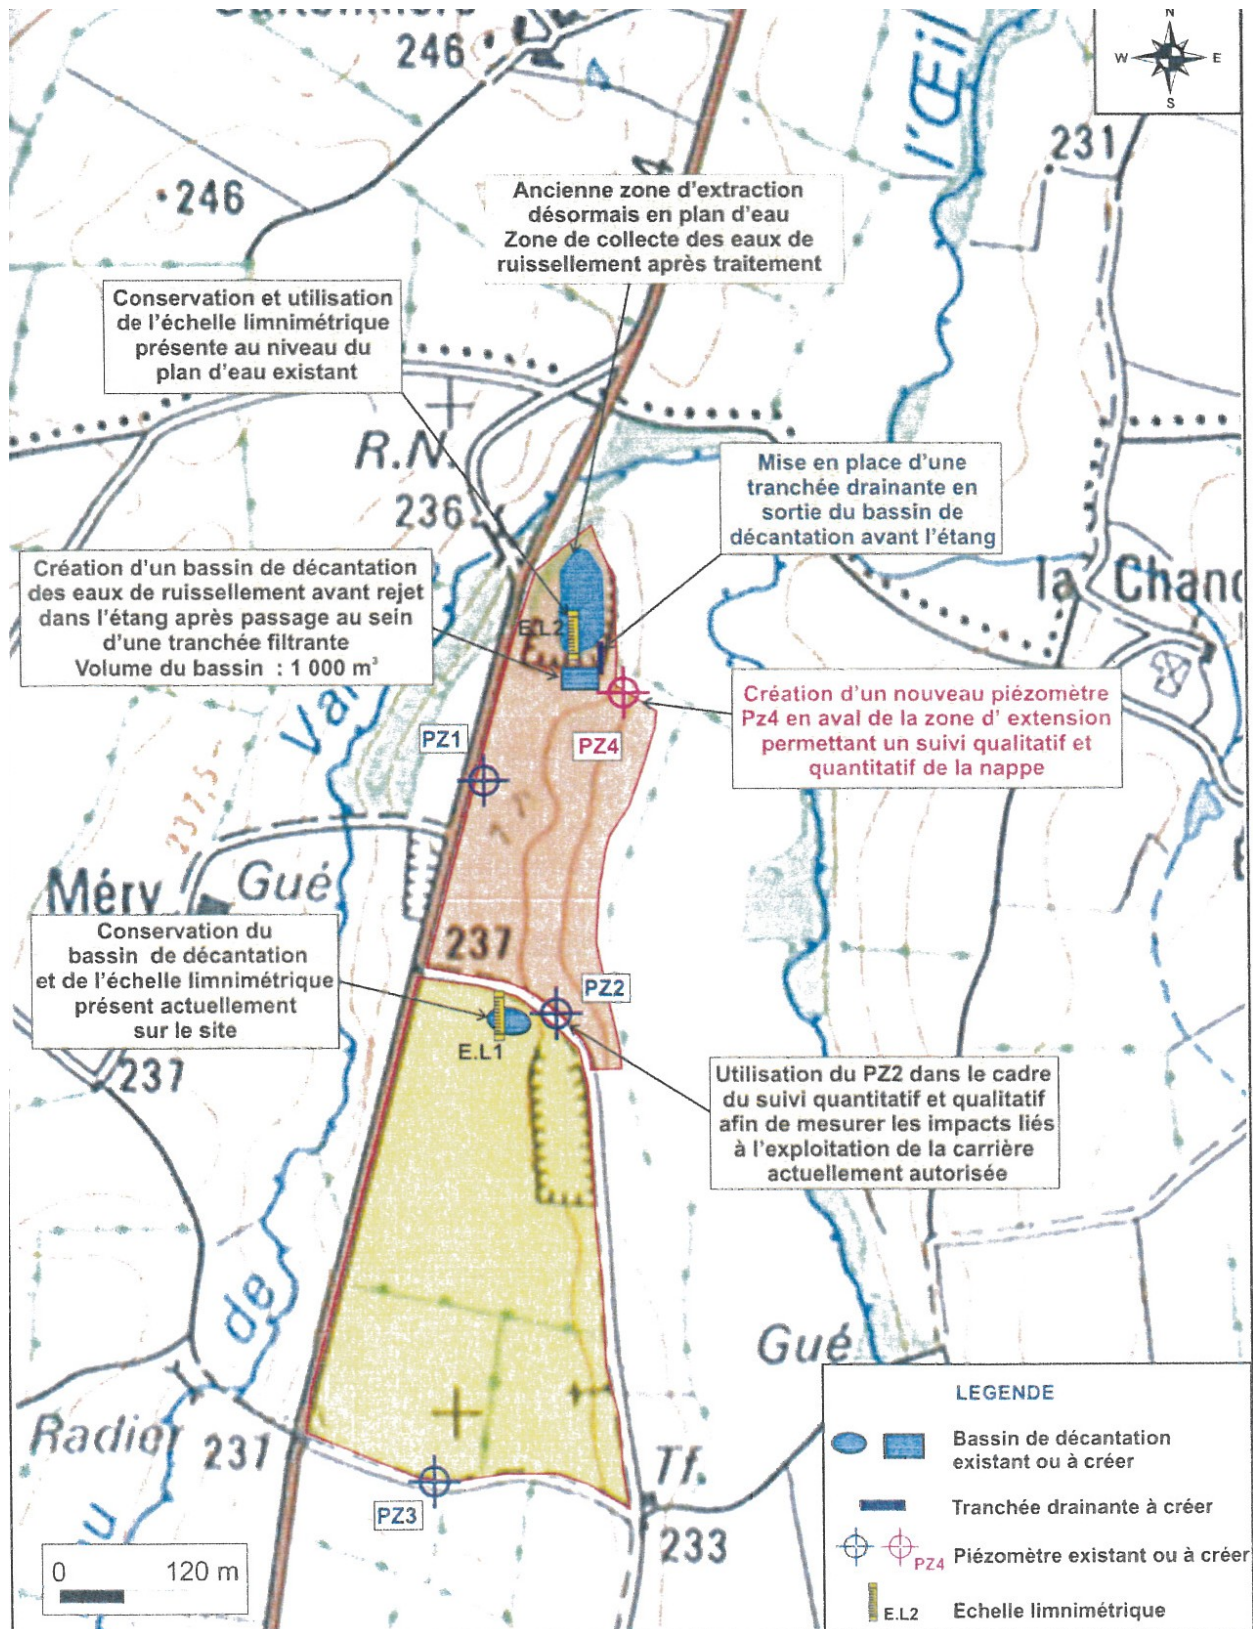 246
N
W
E
S
l'Œil
231
246
4
Ancienne zone d'extraction
désormais en plan d'eau
Zone de collecte des eaux de
ruissellement après traitement
Conservation et utilisation
de l'échelle limnimétrique
présente au niveau du
plan d'eau existant
R.N.
236
Mise en place d'une
tranchée drainante en
sortie du bassin de
décantation avant l'étang
Création d'un bassin de décantation
des eaux de ruissellement avant rejet
dans l'étang après passage au sein
d'une tranchée filtrante
Volume du bassin : 1 000 m³
E.L2
la Chanc
Création d'un nouveau piézomètre
Pz4 en aval de la zone d' extension
permettant un suivi qualitatif et
quantitatif de la nappe
PZ1
PZ4
237,5
Méry
Gué
237
Conservation du
bassin de décantation
et de l'échelle limnimétrique
présent actuellement
sur le site
PZ2
E.L1
237
Utilisation du PZ2 dans le cadre
du suivi quantitatif et qualitatif
afin de mesurer les impacts liés
à l'exploitation de la carrière
actuellement autorisée
de
Gué
Radier
231
PZ3
Tf.
233
0 120 m
LEGENDE
Bassin de décantation
existant ou à créer
Tranchée drainante à créer
PZ4
Piézomètre existant ou à créer
E.L2
Echelle limnimétrique